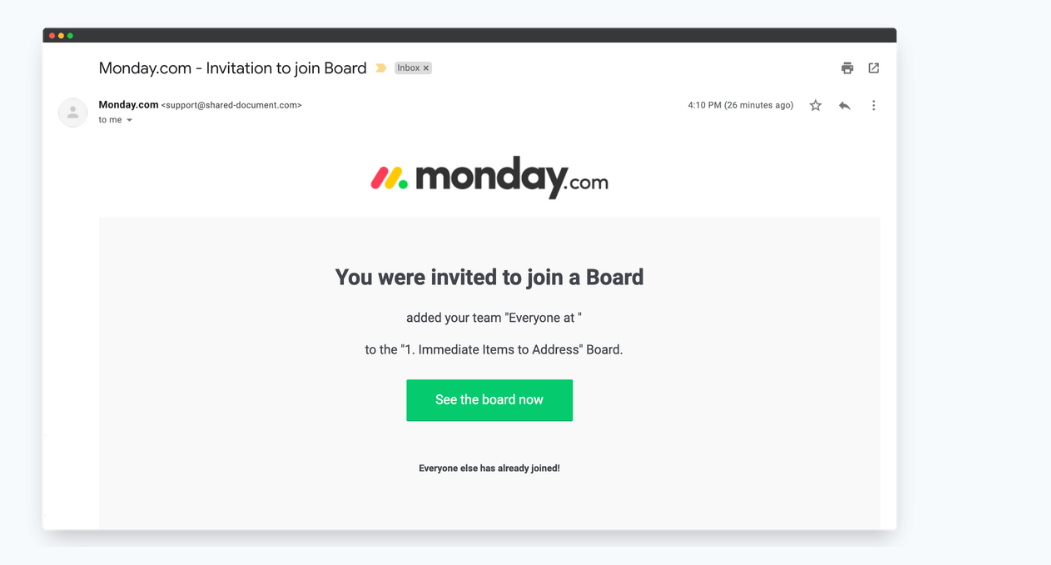 Monday.com - Invitation to join Board Inbox ×
Monday.com <support@shared-document.com> 4:10 PM (26 minutes ago)
to me
monday.com
You were invited to join a Board
added your team "Everyone at "
to the "1. Immediate Items to Address" Board.
See the board now
Everyone else has already joined!